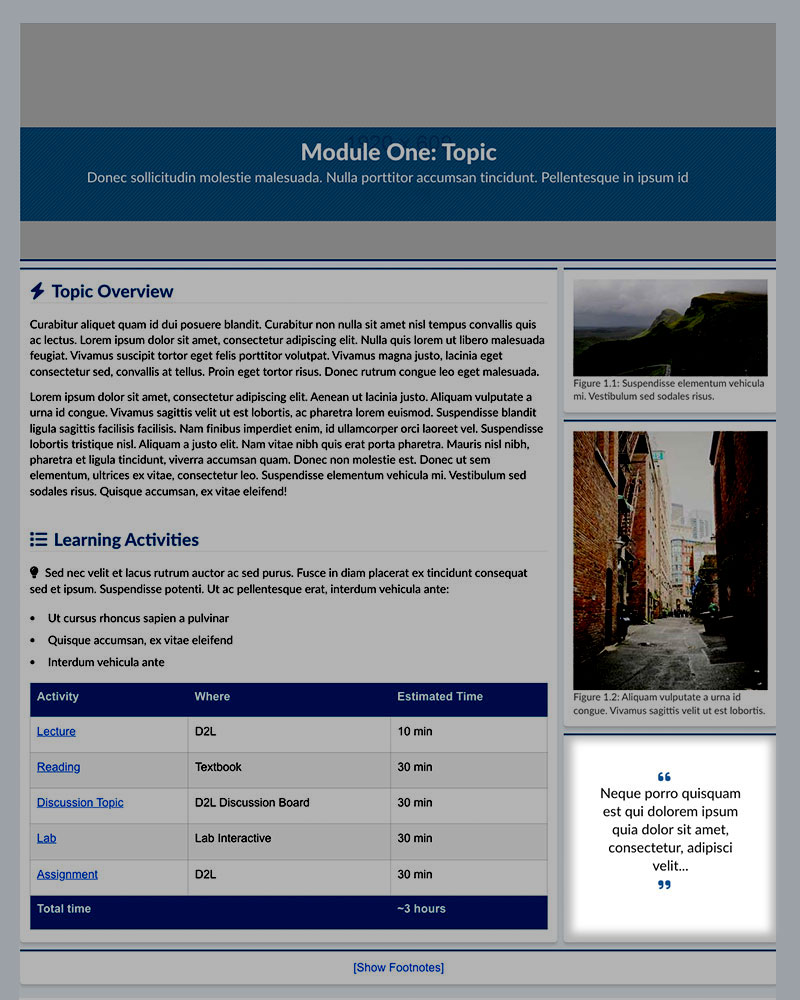 Module One: Topic
Donec sollicitudin molestie malesuada. Nulla porttitor accumsan tincidunt. Pellentesque in ipsum id
Topic Overview
Curabitur aliquet quam id dui posuere blandit. Curabitur non nulla sit amet nisl tempus convallis quis
ac lectus. Lorem ipsum dolor sit amet, consectetur adipiscing elit. Nulla quis lorem ut libero malesuada
feugiat. Vivamus suscipit tortor eget felis porttitor volutpat. Vivamus magna justo, lacinia eget
consectetur sed, convallis at tellus. Proin eget tortor risus. Donec rutrum congue leo eget malesuada.
Lorem ipsum dolor sit amet, consectetur adipiscing elit. Aenean ut lacinia justo. Aliquam vulputate a
urna id congue. Vivamus sagittis velit ut est lobortis, ac pharetra lorem euismod. Suspendisse blandit
ligula sagittis facilisis facilisis. Nam finibus imperdiet enim, id ullamcorper orci laoreet vel. Suspendisse
lobortis tristique nisl. Aliquam a justo elit. Nam vitae nibh quis erat porta pharetra. Mauris nisl nibh,
pharetra et ligula tincidunt, viverra accumsan quam. Donec non molestie est. Donec ut sem
elementum, ultrices ex vitae, consectetur leo. Suspendisse elementum vehicula mi. Vestibulum sed
sodales risus. Quisque accumsan, ex vitae eleifend!
Learning Activities
Sed nec velit et lacus rutrum auctor ac sed purus. Fusce in diam placerat ex tincidunt consequat
sed et ipsum. Suspendisse potenti. Ut ac pellentesque erat, interdum vehicula ante:
• Ut cursus rhoncus sapien a pulvinar
• Quisque accumsan, ex vitae eleifend
• Interdum vehicula ante
Activity Where Estimated Time
Lecture D2L 10 min
Reading Textbook 30 min
Discussion Topic D2L Discussion Board 30 min
Lab Lab Interactive 30 min
Assignment D2L 30 min
Total time ~3 hours
Figure 1.1: Suspendisse elementum vehicula
mi. Vestibulum sed sodales risus.
Figure 1.2: Aliquam vulputate a urna id
congue. Vivamus sagittis velit ut est lobortis.
“
Neque porro quisquam
est qui dolorem ipsum
quia dolor sit amet,
consectetur, adipisci
velit...
”
[Show Footnotes]